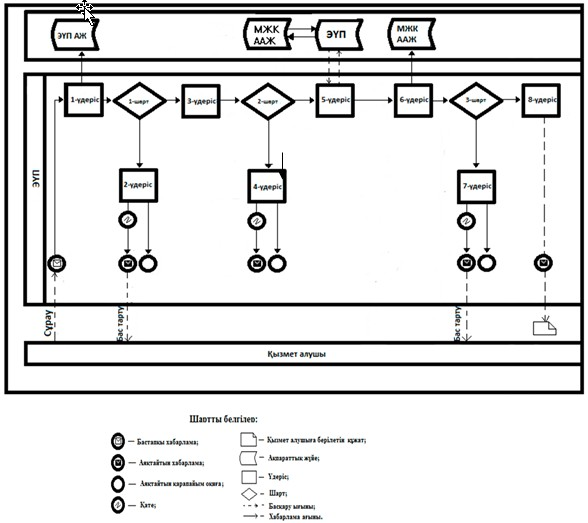 ЭҮП АЖ
МЖК
ААЖ
ЭҮП
МЖК
ААЖ
1-үдеріс
1-шарт
3-үдеріс
2-шарт
5-үдеріс
6-үдеріс
3-шарт
8-үдеріс
ЭҮП
2-үдеріс
4-үдеріс
7-үдеріс
Сұрау
Бас тарту
Бас тарту
Қызмет алушы
Шартты белгілер:
– Бастапқы хабарлама;
– Аяқтайтын хабарлама;
– Аяқтайтын қарапайым оқиға;
– Қате;
– Қызмет алушыға берілетін құжат;
– Ақпараттық жүйе;
– Үдеріс;
– Шарт;
– Басқару ағыны;
– Хабарлама ағыны.